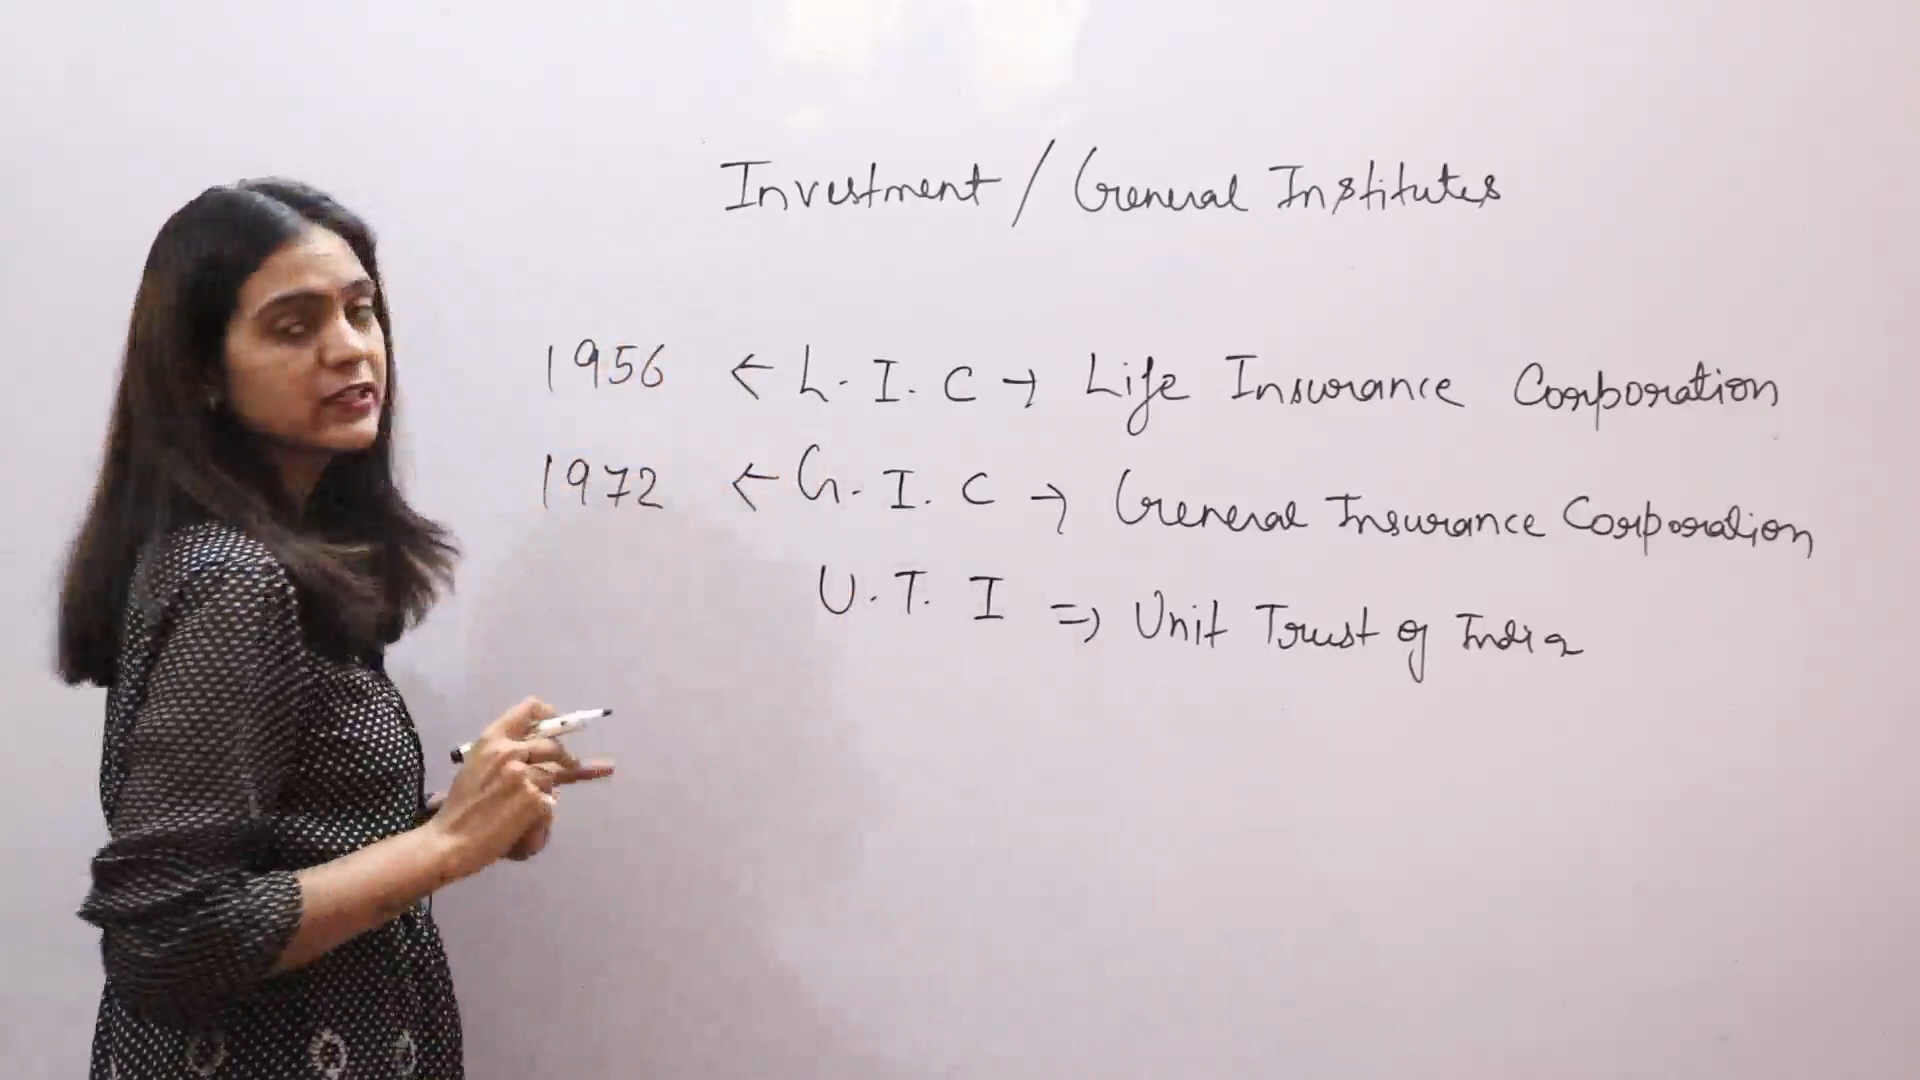 Investment / General Institutes
1956 ← L. I. C → Life Insurance Corporation
1972 ← G. I. C → General Insurance Corporation
U. T. I ⇒ Unit Trust of India